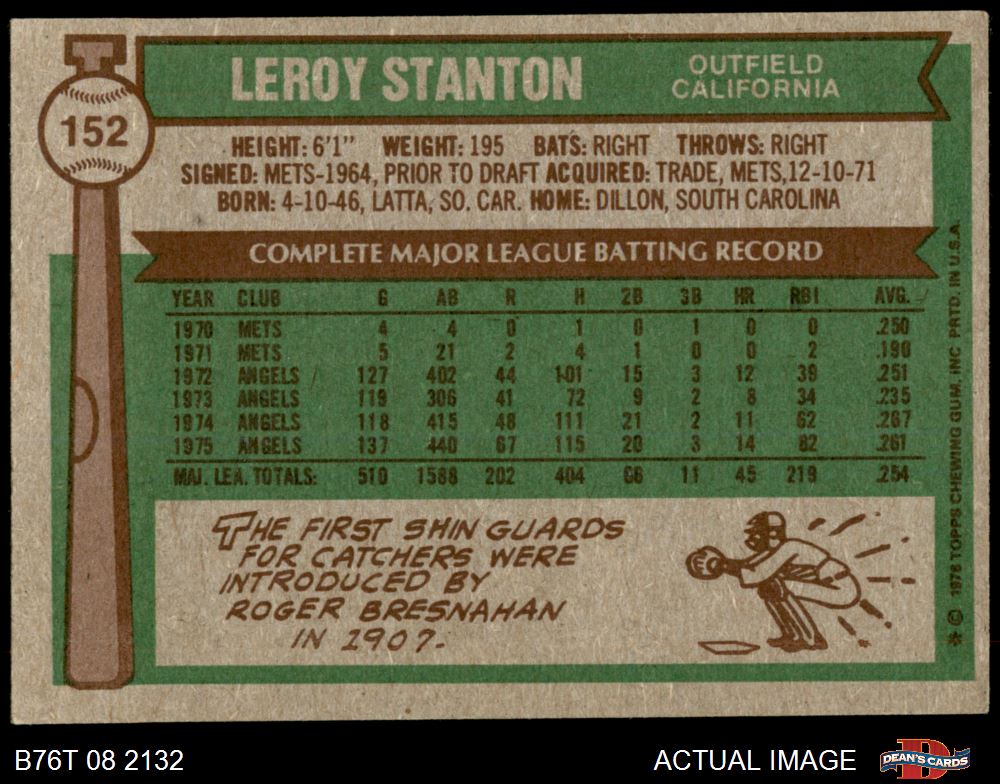 LEROY STANTON
OUTFIELD
CALIFORNIA
152
HEIGHT: 6'1" WEIGHT: 195 BATS: RIGHT THROWS: RIGHT
SIGNED: METS-1964, PRIOR TO DRAFT ACQUIRED: TRADE, METS,12-10-71
BORN: 4-10-46, LATTA, SO. CAR. HOME: DILLON, SOUTH CAROLINA
COMPLETE MAJOR LEAGUE BATTING RECORD
YEAR CLUB G AB R H 2B 3B HR RBI AVG.
1970 METS 4 4 0 1 0 1 0 0 .250
1971 METS 5 21 2 4 1 0 0 2 .190
1972 ANGELS 127 402 44 101 15 3 12 39 .251
1973 ANGELS 119 306 41 72 9 2 8 34 .235
1974 ANGELS 118 415 48 111 21 2 11 62 .267
1975 ANGELS 137 440 67 115 20 3 14 82 .261
MAJ. LEA. TOTALS: 510 1588 202 404 66 11 45 219 .254
THE FIRST SHIN GUARDS
FOR CATCHERS WERE
INTRODUCED BY
ROGER BRESNAHAN
IN 1907.
* © 1976 TOPPS CHEWING GUM, INC PRTD. IN U.S.A.
B76T 08 2132
ACTUAL IMAGE
DEAN'S CARDS